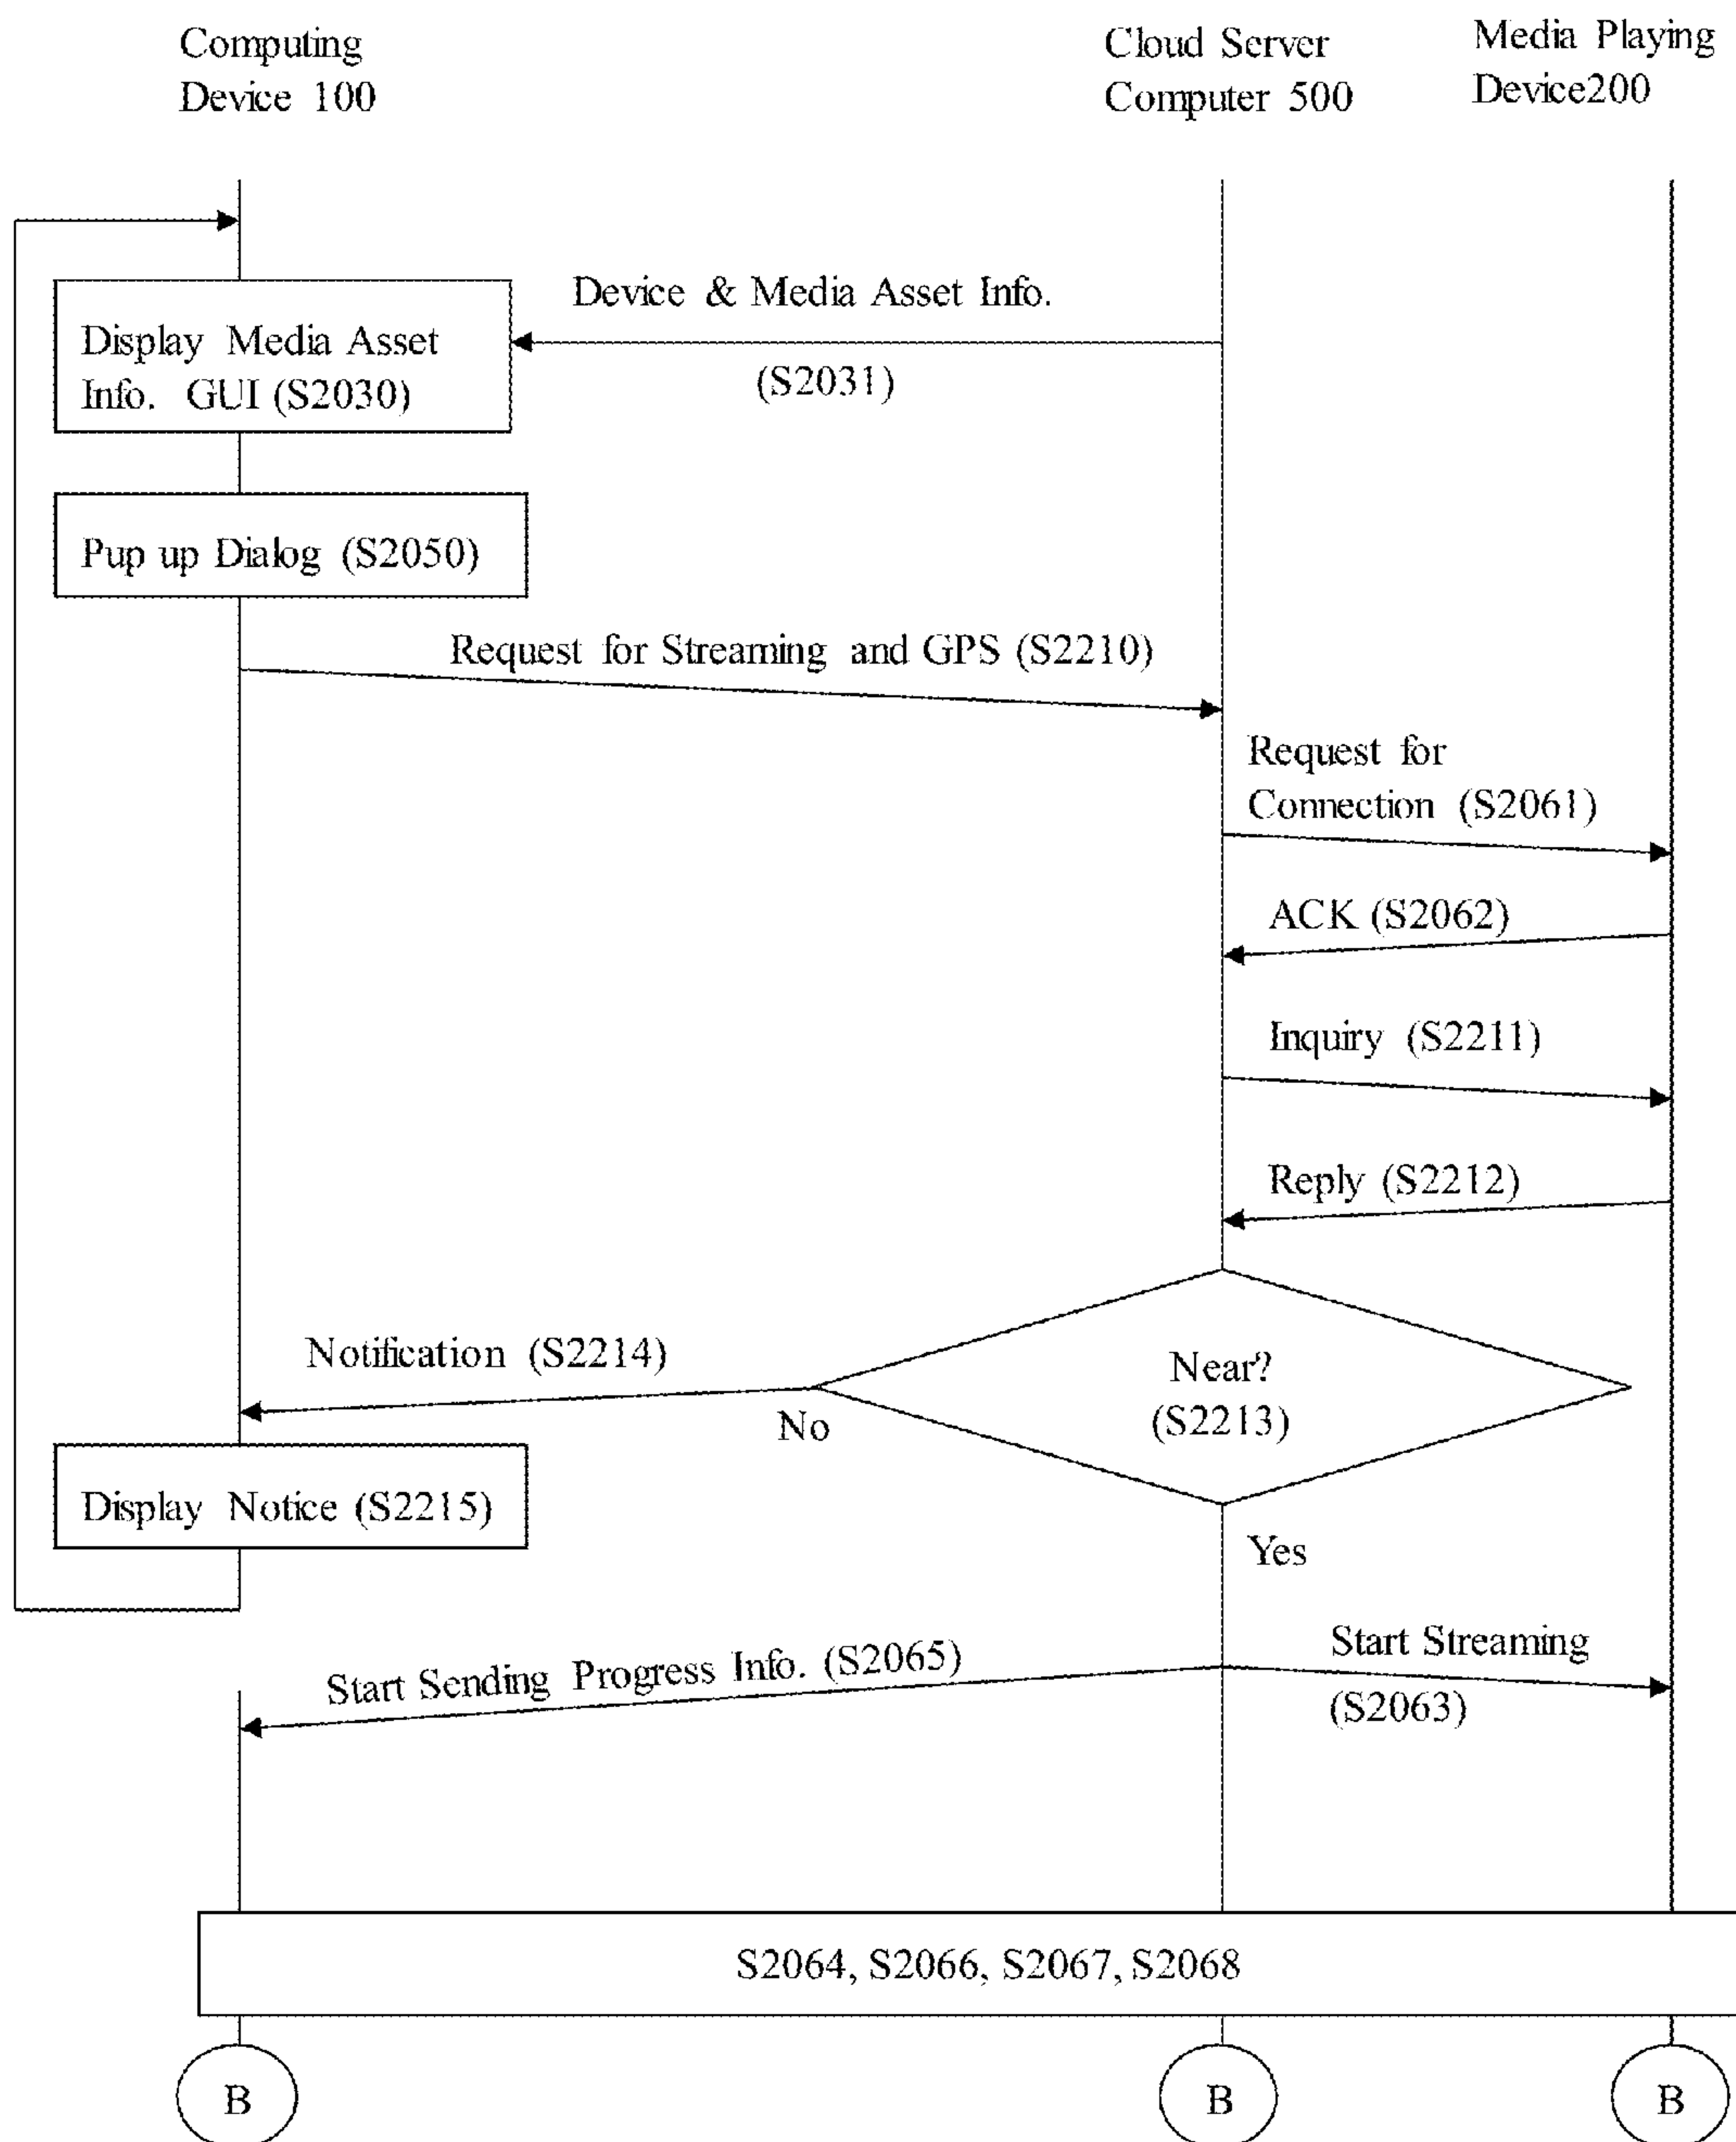 Computing
Device 100
Cloud Server
Computer 500
Media Playing
Device200
Device & Media Asset Info.
(S2031)
Display Media Asset
Info. GUI (S2030)
Pup up Dialog (S2050)
Request for Streaming and GPS (S2210)
Request for
Connection (S2061)
ACK (S2062)
Inquiry (S2211)
Reply (S2212)
Notification (S2214)
Near?
(S2213)
No
Display Notice (S2215)
Yes
Start Sending Progress Info. (S2065)
Start Streaming
(S2063)
S2064, S2066, S2067, S2068
B
B
B